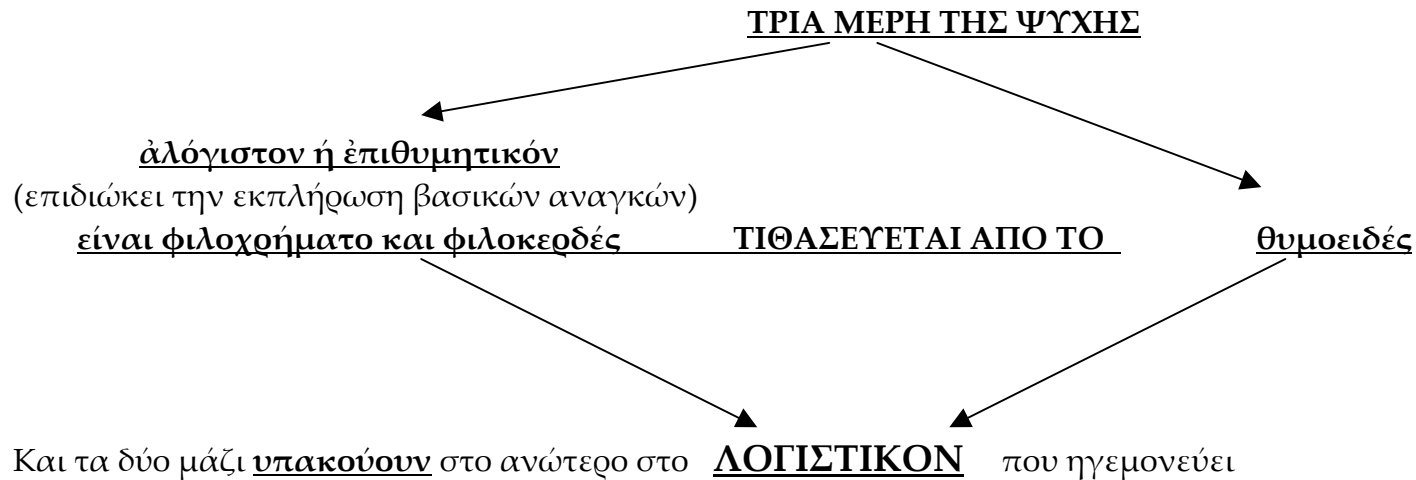 ΤΡΙΑ ΜΕΡΗ ΤΗΣ ΨΥΧΗΣ
ἀλόγιστον ή ἐπιθυμητικόν
(επιδιώκει την εκπλήρωση βασικών αναγκών)
είναι φιλοχρήματο και φιλοκερδές ΤΙΘΑΣΕΥΕΤΑΙ ΑΠΟ ΤΟ θυμοειδές
Και τα δύο μάζι υπακούουν στο ανώτερο στο ΛΟΓΙΣΤΙΚΟΝ που ηγεμονεύει